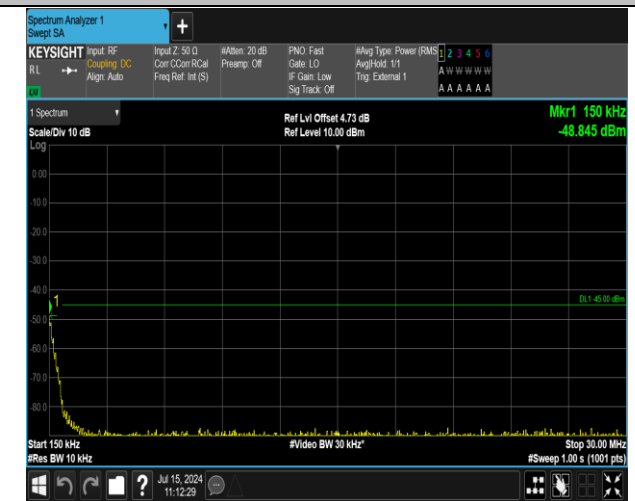 Spectrum Analyzer 1
Swept SA
+
KEYSIGHT
R L
LXI
Input: RF
Coupling: DC
Align: Auto
Input Z: 50 Ω
Corr CCorr RCal
Freq Ref: Int (S)
#Atten: 20 dB
Preamp: Off
PNO: Fast
Gate: LO
IF Gain: Low
Sig Track: Off
#Avg Type: Power (RMS
Avg|Hold: 1/1
Trig: External 1
1 2 3 4 5 6
A W W W W W
A A A A A A
1 Spectrum
Scale/Div 10 dB
Log
Ref Lvl Offset 4.73 dB
Ref Level 10.00 dBm
Mkr1 150 kHz
-48.845 dBm
0.00
-10.0
-20.0
-30.0
-40.0
1
DL1 -45.00 dBm
-50.0
-60.0
-70.0
-80.0
Start 150 kHz
#Res BW 10 kHz
#Video BW 30 kHz*
Stop 30.00 MHz
#Sweep 1.00 s (1001 pts)
?
Jul 15, 2024
11:12:29